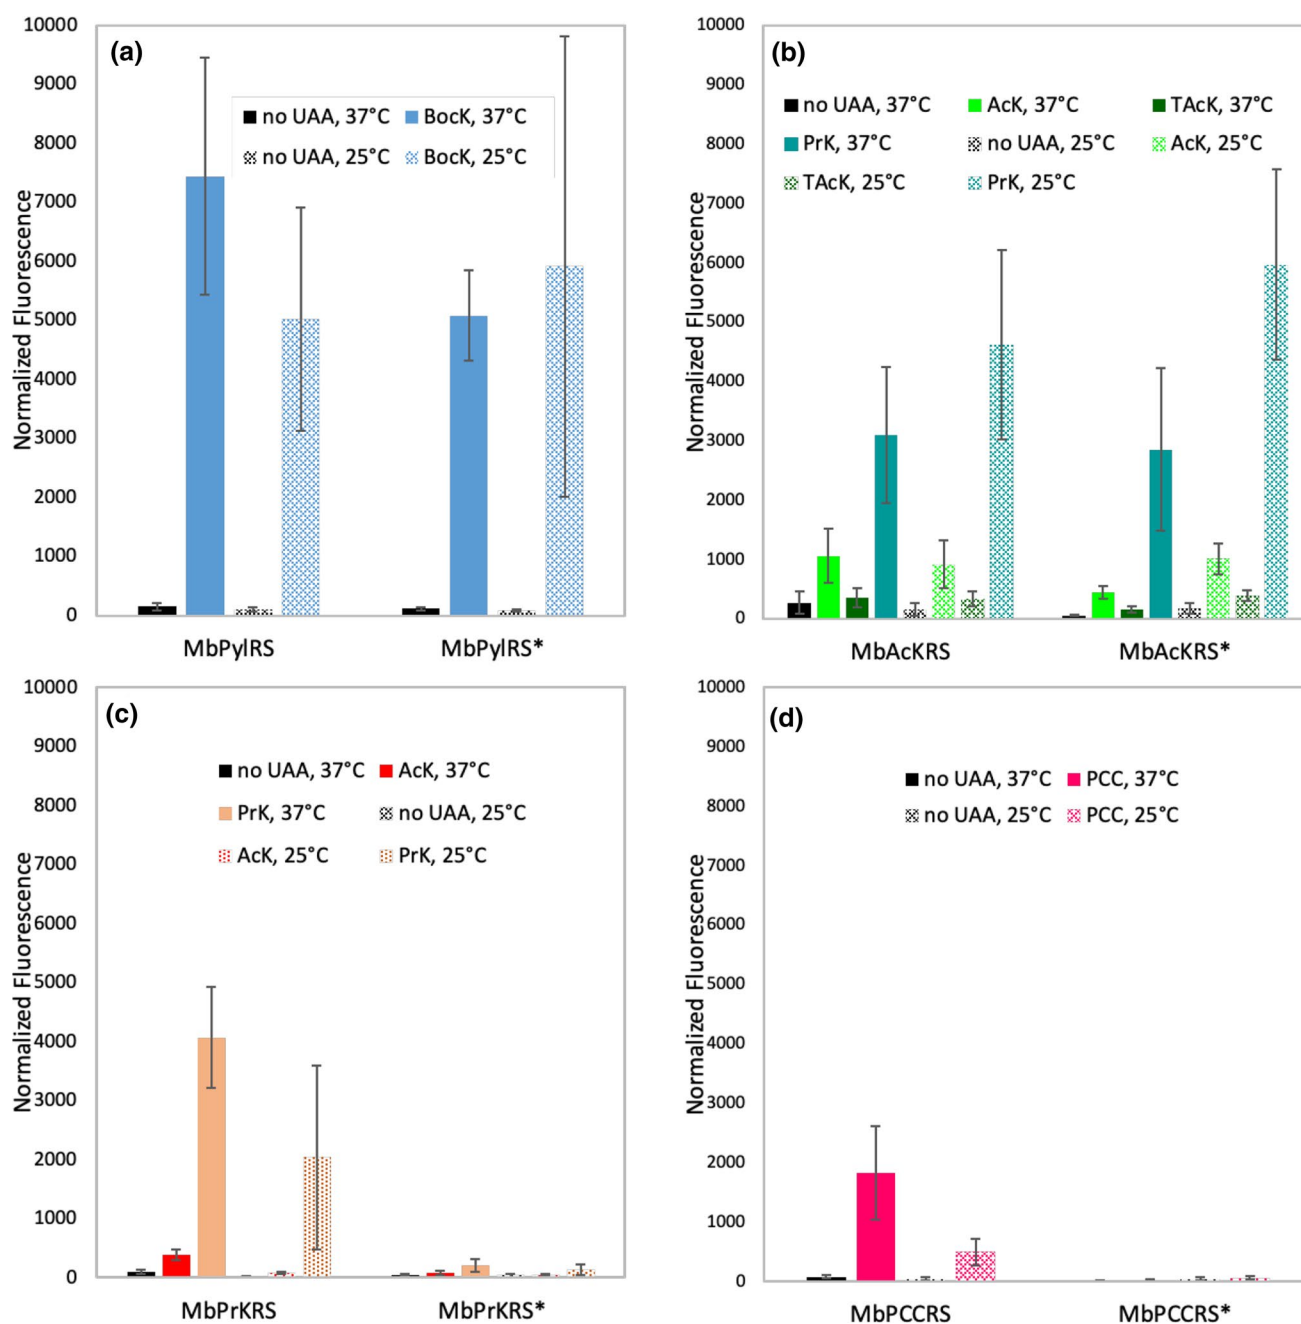 (a)
Normalized Fluorescence
10000
9000
8000
7000
6000
5000
4000
3000
2000
1000
0
no UAA, 37°C BocK, 37°C
no UAA, 25°C BocK, 25°C
MbPylRS MbPylRS*
(b)
Normalized Fluorescence
10000
9000
8000
7000
6000
5000
4000
3000
2000
1000
0
no UAA, 37°C AcK, 37°C TAcK, 37°C
PrK, 37°C no UAA, 25°C AcK, 25°C
TAcK, 25°C PrK, 25°C
MbAcKRS MbAcKRS*
(c)
Normalized Fluorescence
10000
9000
8000
7000
6000
5000
4000
3000
2000
1000
0
no UAA, 37°C AcK, 37°C
PrK, 37°C no UAA, 25°C
AcK, 25°C PrK, 25°C
MbPrKRS MbPrKRS*
(d)
Normalized Fluorescence
10000
9000
8000
7000
6000
5000
4000
3000
2000
1000
0
no UAA, 37°C PCC, 37°C
no UAA, 25°C PCC, 25°C
MbPCCRS MbPCCRS*